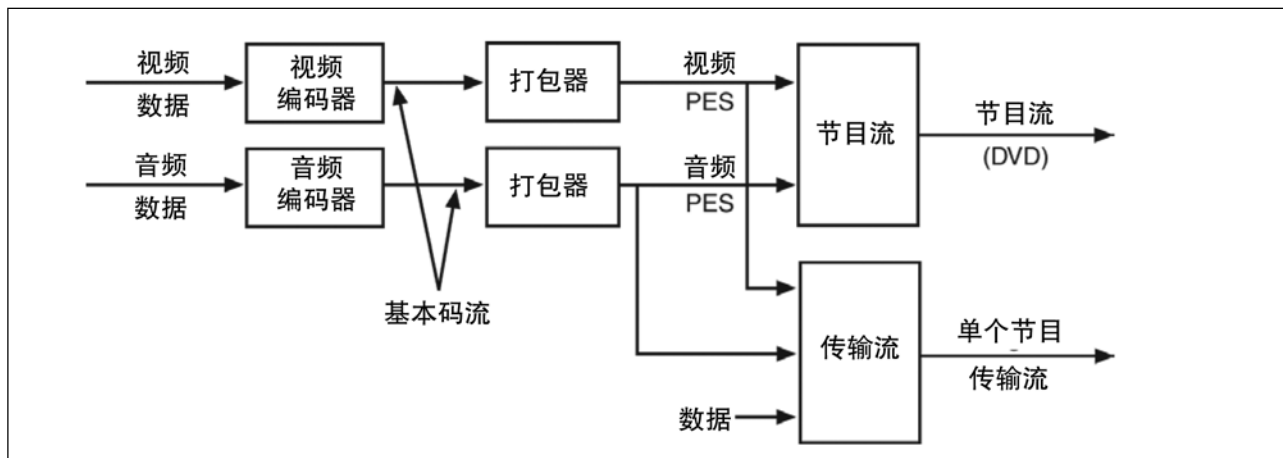 视频
数据
视频
编码器
打包器
视频
PES
节目流
节目流
(DVD)
音频
数据
音频
编码器
打包器
音频
PES
基本码流
传输流
单个节目
传输流
数据